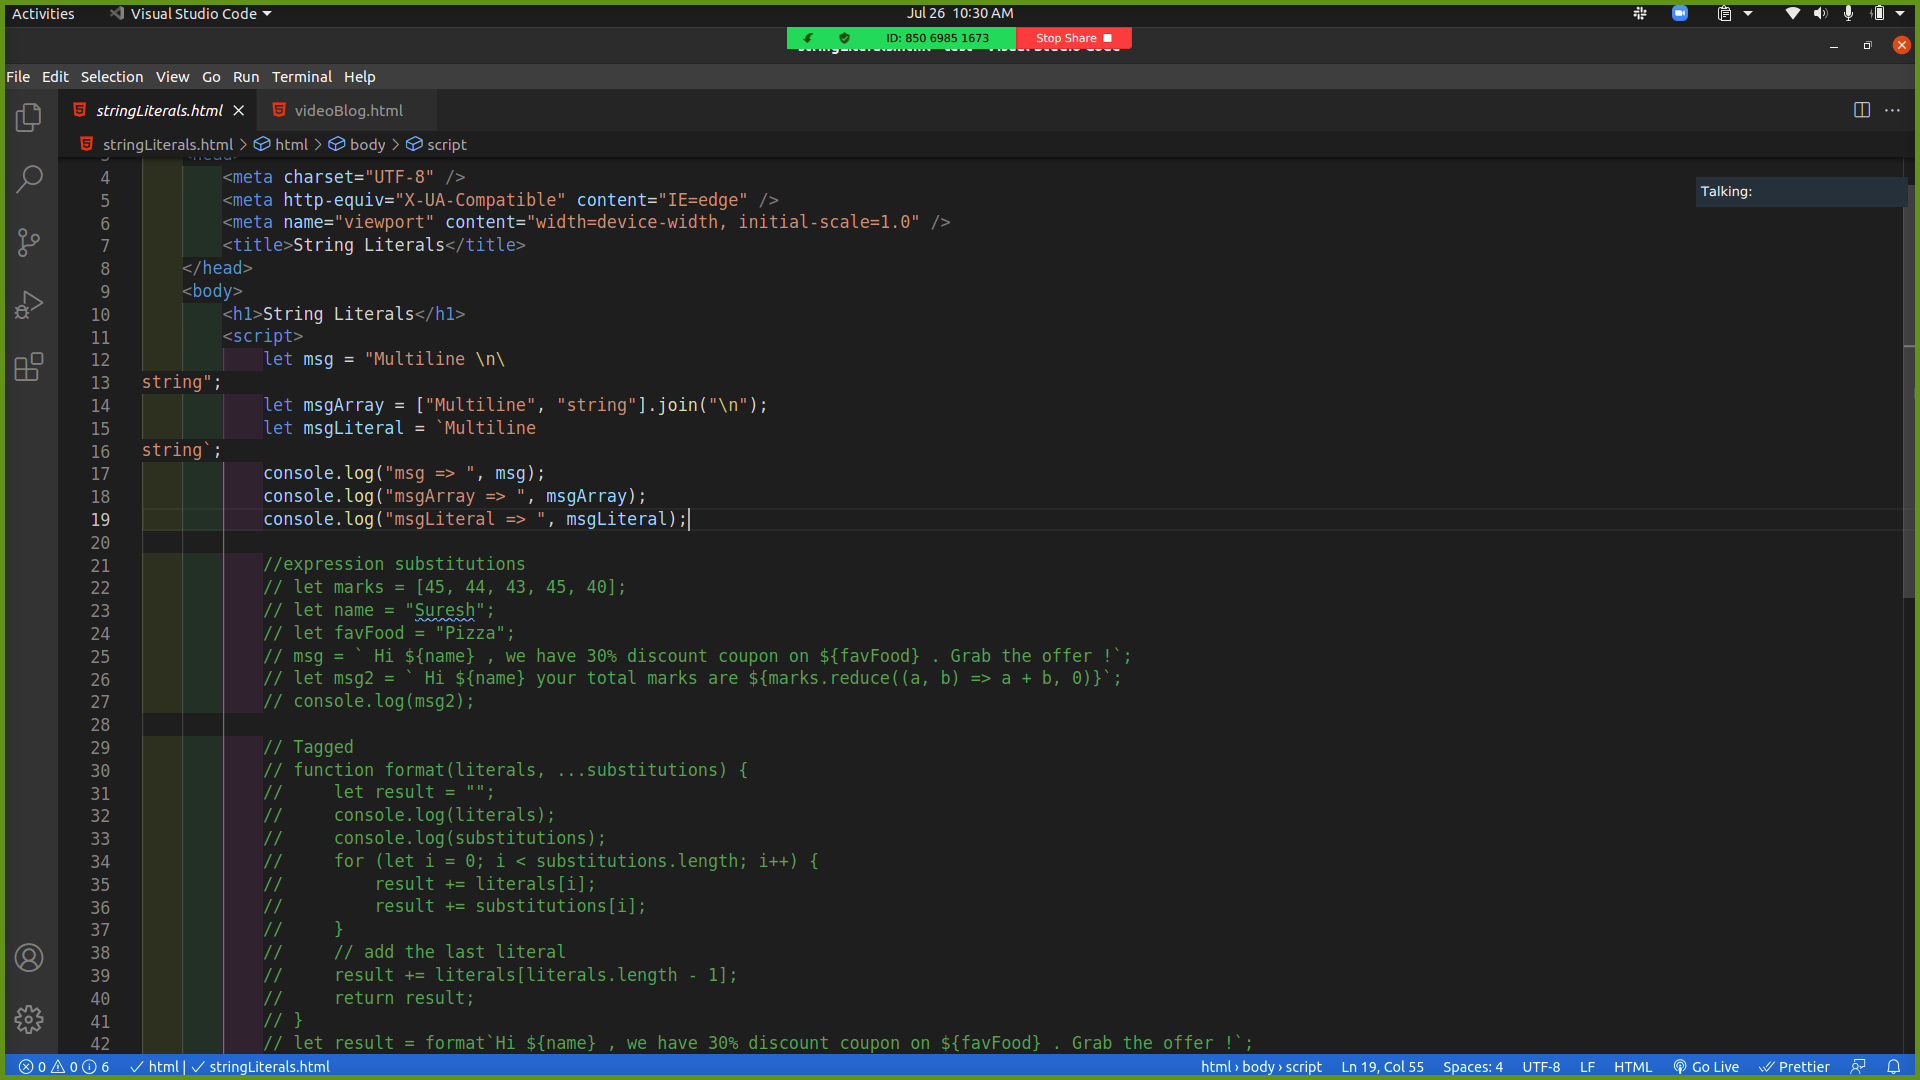 Activities
Visual Studio Code
Jul 26 10:30 AM
ID: 850 6985 1673
Stop Share
File Edit Selection View Go Run Terminal Help
stringLiterals.html
videoBlog.html
stringLiterals.html > html > body > script
Talking:
4 <meta charset="UTF-8" />
5 <meta http-equiv="X-UA-Compatible" content="IE=edge" />
6 <meta name="viewport" content="width=device-width, initial-scale=1.0" />
7 <title>String Literals</title>
8 </head>
9 <body>
10 <h1>String Literals</h1>
11 <script>
12 let msg = "Multiline \n\
13 string";
14 let msgArray = ["Multiline", "string"].join("\n");
15 let msgLiteral = `Multiline
16 string`;
17 console.log("msg => ", msg);
18 console.log("msgArray => ", msgArray);
19 console.log("msgLiteral => ", msgLiteral);
20
21 //expression substitutions
22 // let marks = [45, 44, 43, 45, 40];
23 // let name = "Suresh";
24 // let favFood = "Pizza";
25 // msg = ` Hi ${name} , we have 30% discount coupon on ${favFood} . Grab the offer !`;
26 // let msg2 = ` Hi ${name} your total marks are ${marks.reduce((a, b) => a + b, 0)}`;
27 // console.log(msg2);
28
29 // Tagged
30 // function format(literals, ...substitutions) {
31 // let result = "";
32 // console.log(literals);
33 // console.log(substitutions);
34 // for (let i = 0; i < substitutions.length; i++) {
35 // result += literals[i];
36 // result += substitutions[i];
37 // }
38 // // add the last literal
39 // result += literals[literals.length - 1];
40 // return result;
41 // }
42 // let result = format`Hi ${name} , we have 30% discount coupon on ${favFood} . Grab the offer !`;
0 0 6 html | stringLiterals.html html › body › script Ln 19, Col 55 Spaces: 4 UTF-8 LF HTML Go Live Prettier